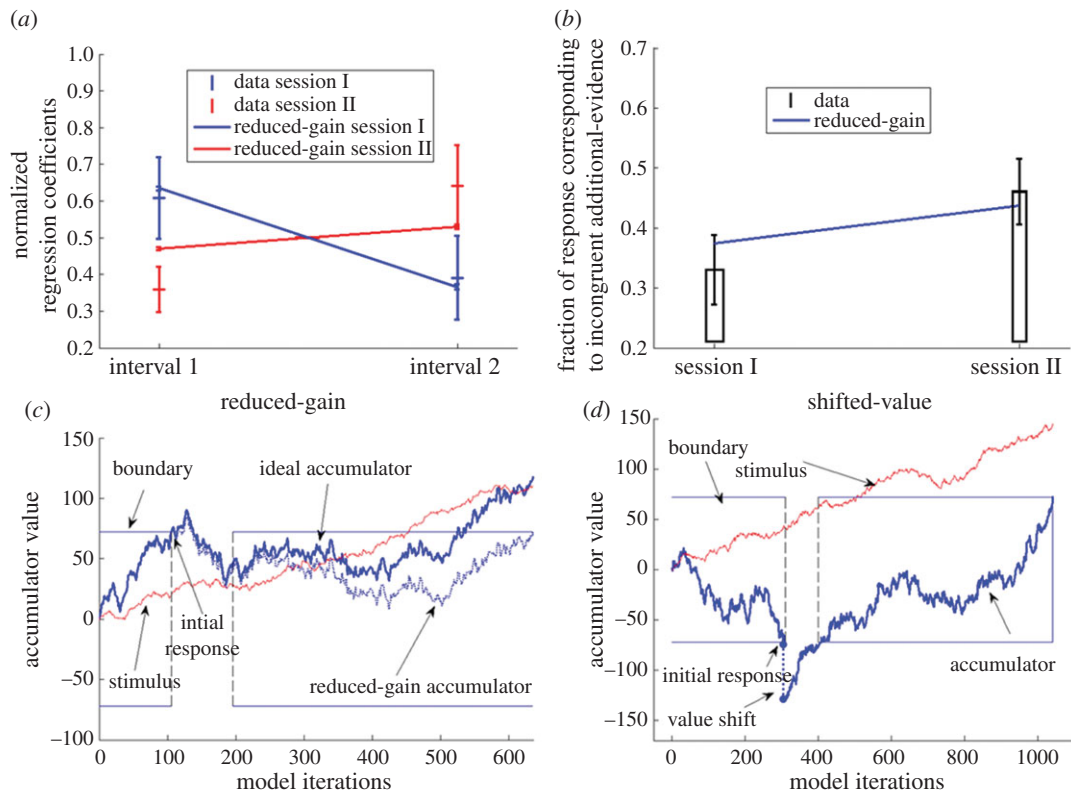 (a)
1.0
0.9
0.8
0.7
0.6
0.5
0.4
0.3
0.2
normalized
regression coefficients
data session I
data session II
reduced-gain session I
reduced-gain session II
interval 1
interval 2
(b)
0.7
0.6
0.5
0.4
0.3
0.2
fraction of response corresponding
to incongruent additional-evidence
data
reduced-gain
session I
session II
(c)
reduced-gain
150
100
50
0
−50
−100
accumulator value
boundary
ideal accumulator
intial
response
stimulus
reduced-gain accumulator
0
100
200
300
400
500
600
model iterations
(d)
shifted-value
150
100
50
0
−50
−100
−150
accumulator value
boundary
stimulus
initial response
value shift
accumulator
0
200
400
600
800
1000
model iterations